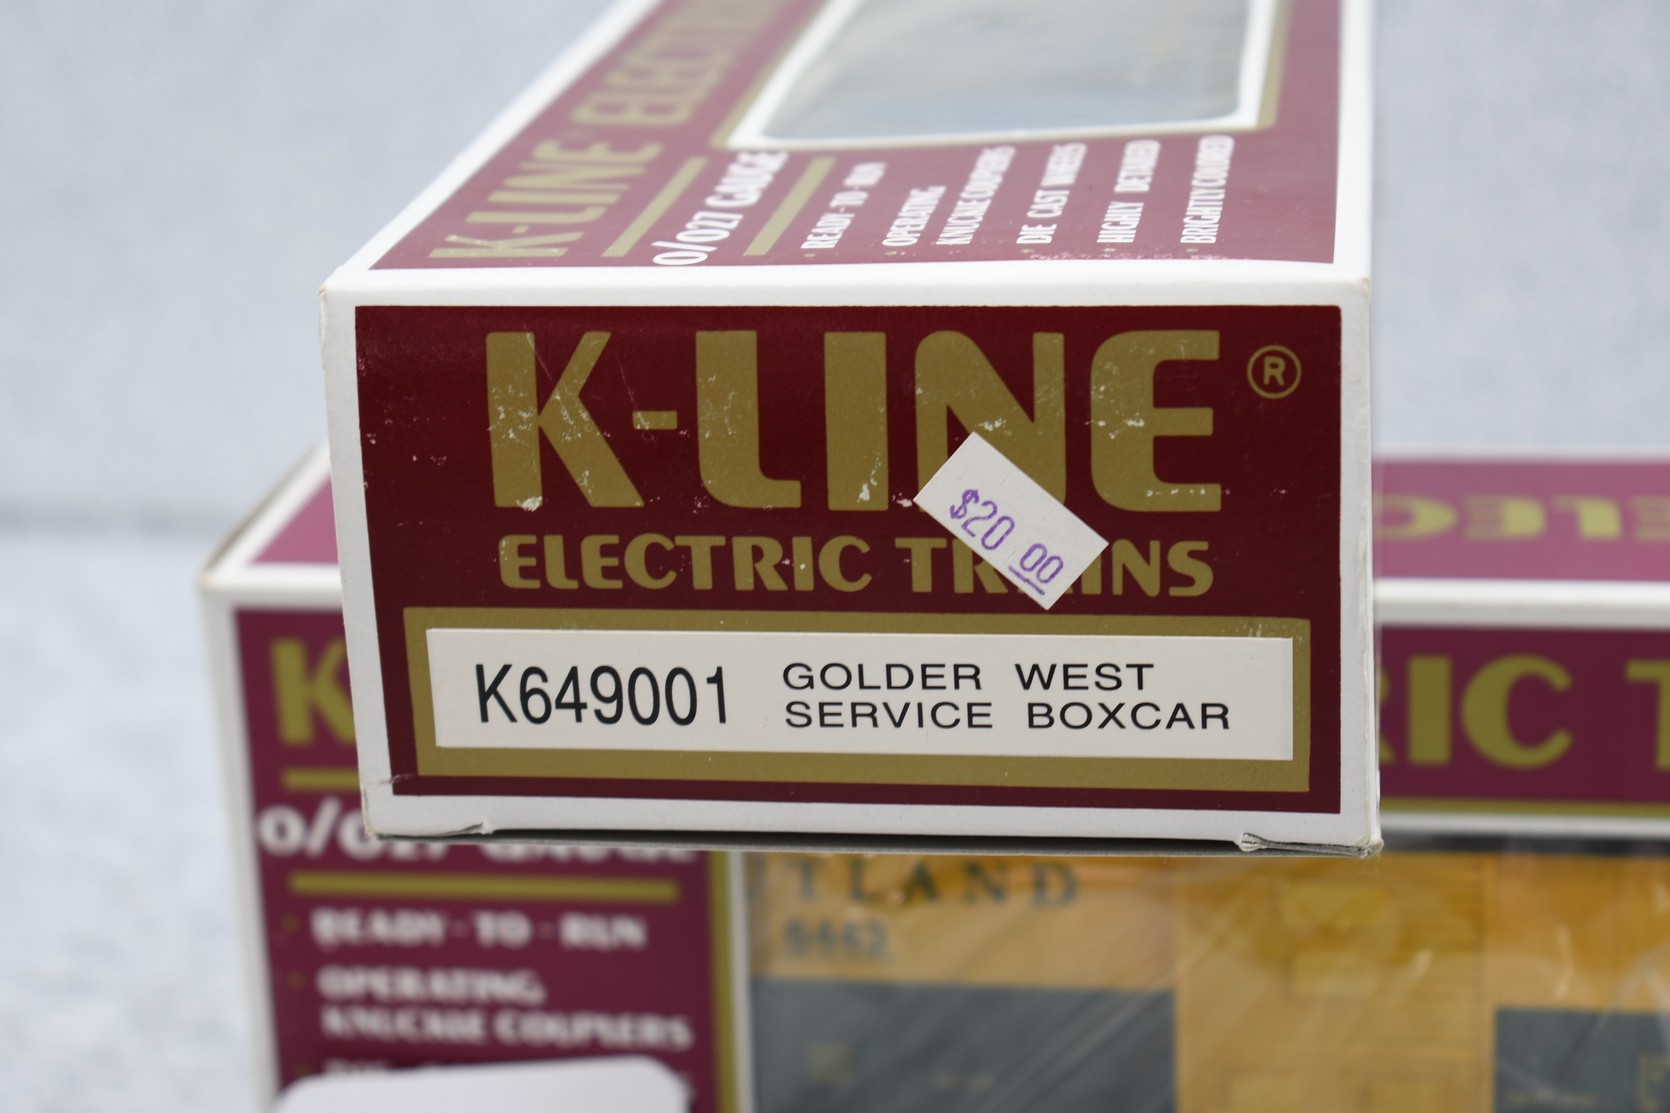 K-LINE ELECTRIC
O/O27 GAUGE
READY-TO-RUN
OPERATING
KNUCKLE COUPLERS
DIE CAST WHEELS
HIGHLY DETAILED
BRIGHTLY COLORED
K-LINE ®
ELECTRIC TRAINS
$20.00
K649001
GOLDER WEST
SERVICE BOXCAR
K
RIC T
O/O27 GAUGE
READY-TO-RUN
OPERATING
KNUCKLE COUPLERS
TLAND